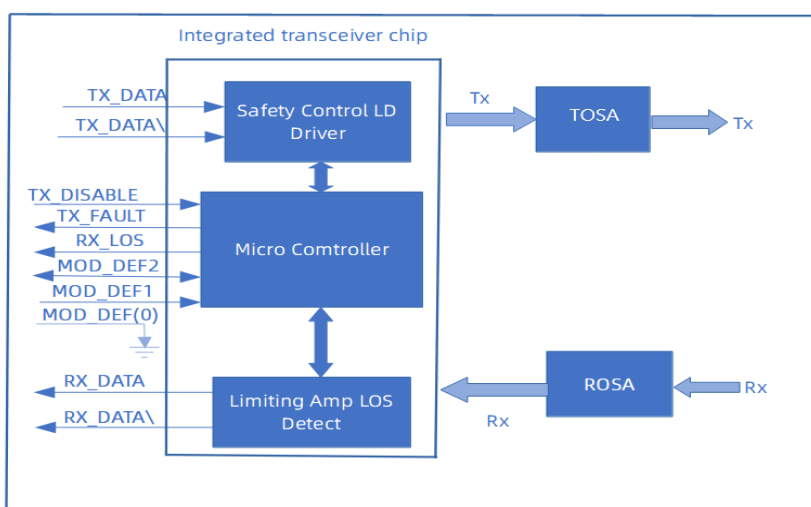 Integrated transceiver chip
TX_DATA
TX_DATA\
Safety Control LD
Driver
Tx
TOSA
Tx
TX_DISABLE
TX_FAULT
RX_LOS
MOD_DEF2
MOD_DEF1
MOD_DEF(0)
Micro Comtroller
RX_DATA
RX_DATA\
Limiting Amp LOS
Detect
Rx
ROSA
Rx